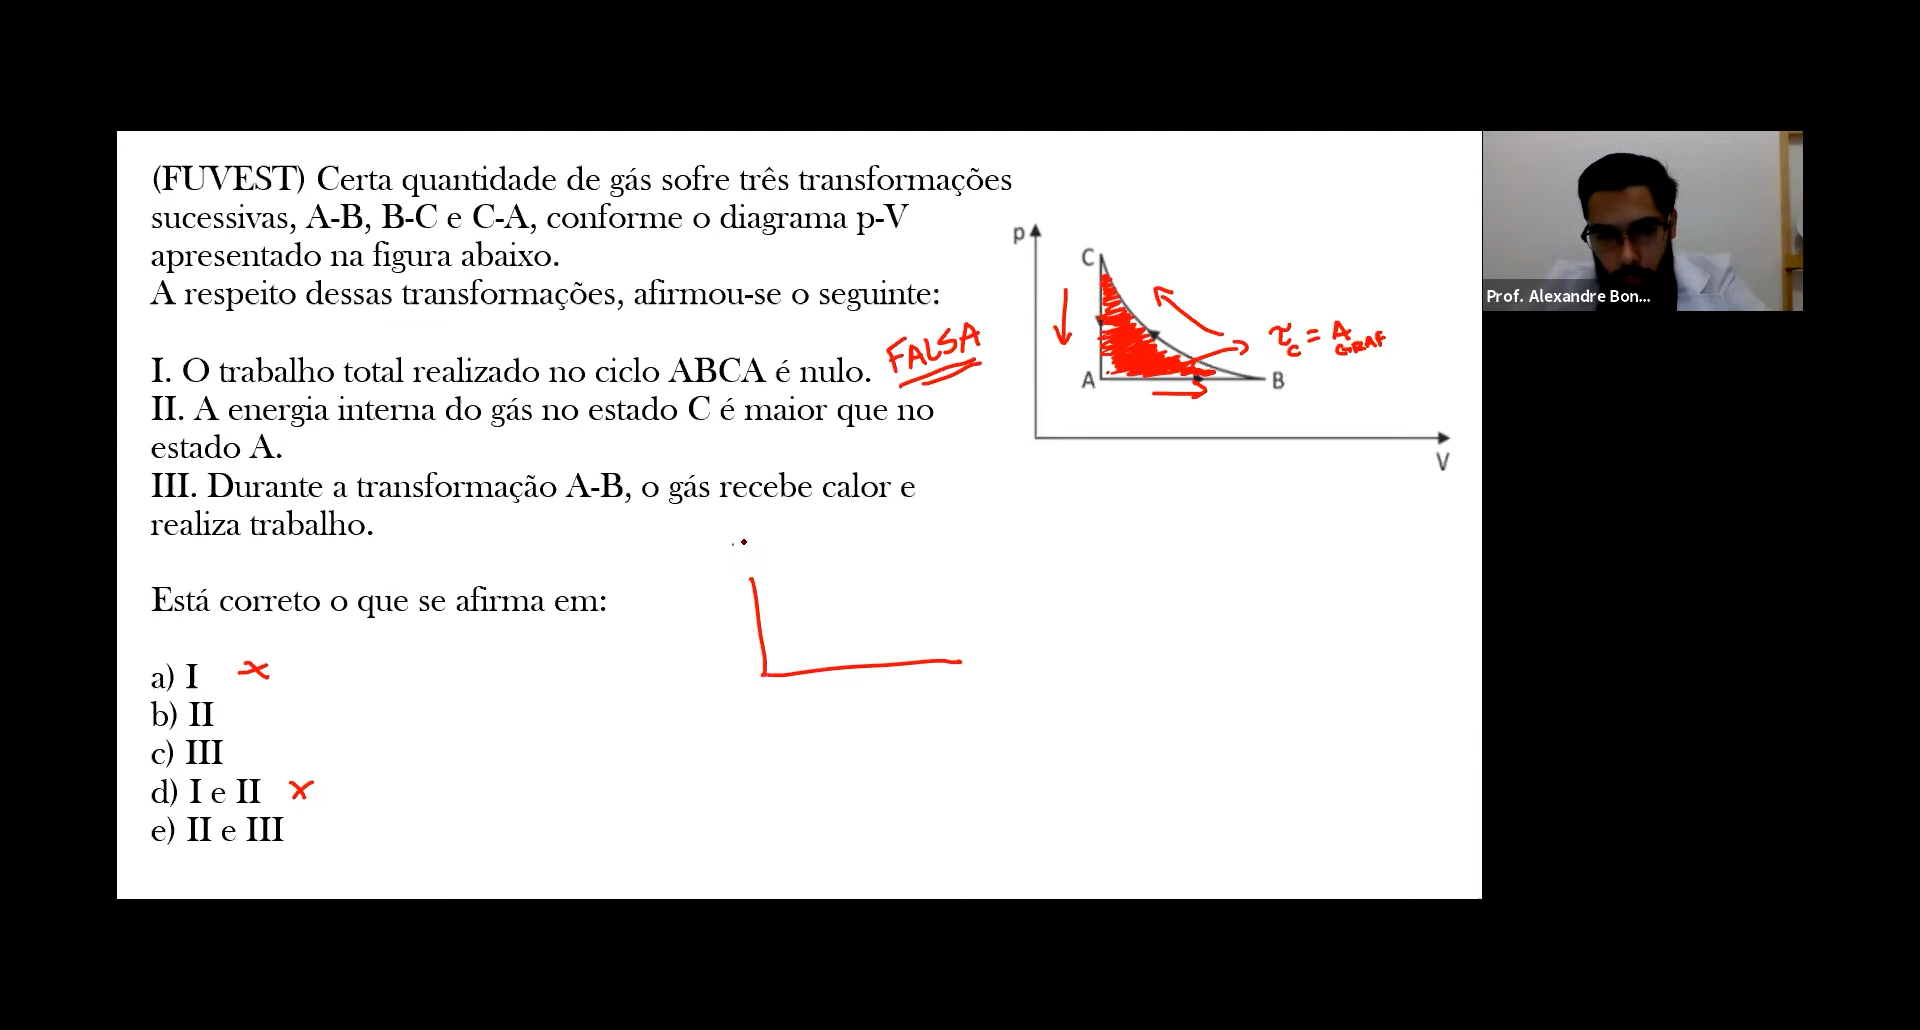 (FUVEST) Certa quantidade de gás sofre três transformações
sucessivas, A-B, B-C e C-A, conforme o diagrama p-V
apresentado na figura abaixo.
A respeito dessas transformações, afirmou-se o seguinte:
I. O trabalho total realizado no ciclo ABCA é nulo. FALSA
II. A energia interna do gás no estado C é maior que no
estado A.
III. Durante a transformação A-B, o gás recebe calor e
realiza trabalho.
Está correto o que se afirma em:
a) I x
b) II
c) III
d) I e II x
e) II e III
p
C
A
B
V
τc = A GRAF
Prof. Alexandre Bon...